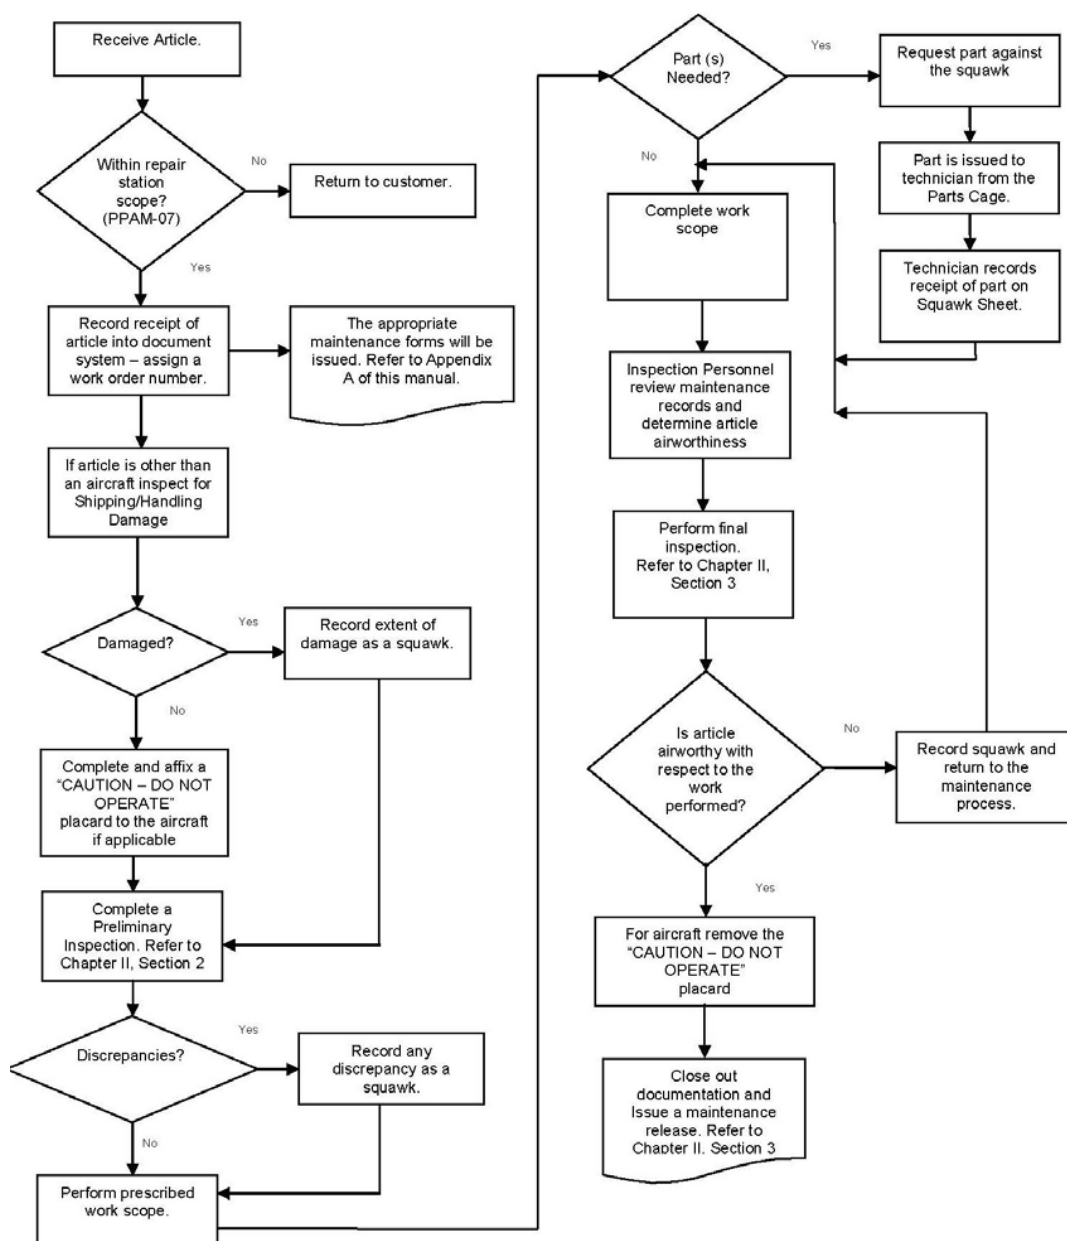 Receive Article.
Within repair
station
scope?
(PPAM-07)
No
Return to customer.
Yes
Record receipt of
article into document
system – assign a
work order number.
The appropriate
maintenance forms will be
issued. Refer to Appendix
A of this manual.
If article is other than
an aircraft inspect for
Shipping/Handling
Damage
Damaged?
Yes
Record extent of
damage as a squawk.
No
Complete and affix a
“CAUTION – DO NOT
OPERATE”
placard to the aircraft
if applicable
Complete a
Preliminary
Inspection. Refer to
Chapter II, Section 2
Discrepancies?
Yes
Record any
discrepancy as a
squawk.
No
Perform prescribed
work scope.
Part (s)
Needed?
Yes
Request part against
the squawk
Part is issued to
technician from the
Parts Cage.
Technician records
receipt of part on
Squawk Sheet.
No
Complete work
scope
Inspection Personnel
review maintenance
records and
determine article
airworthiness
Perform final
inspection.
Refer to Chapter II,
Section 3
Is article
airworthy with
respect to the
work
performed?
No
Record squawk and
return to the
maintenance
process.
Yes
For aircraft remove the
“CAUTION – DO NOT
OPERATE”
placard
Close out
documentation and
Issue a maintenance
release. Refer to
Chapter II. Section 3